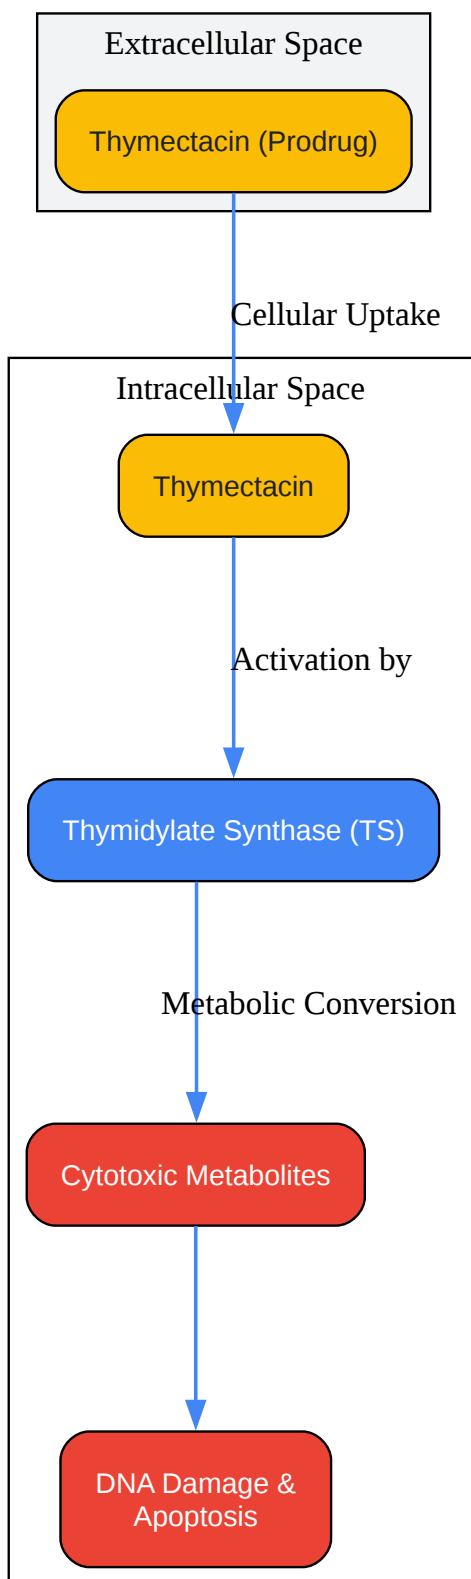 Extracellular Space
Thymectacin (Prodrug)
Cellular Uptake
Intracellular Space
Thymectacin
Activation by
Thymidylate Synthase (TS)
Metabolic Conversion
Cytotoxic Metabolites
DNA Damage &
Apoptosis